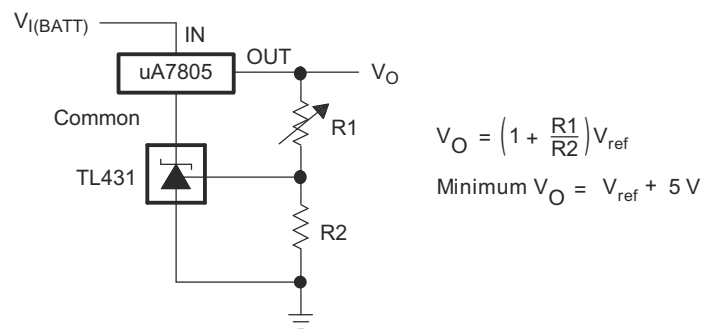 V_I(BATT)
IN
uA7805
OUT
V_O
Common
R1
TL431
R2
V_O = (1 + R1/R2) V_ref
Minimum V_O = V_ref + 5 V